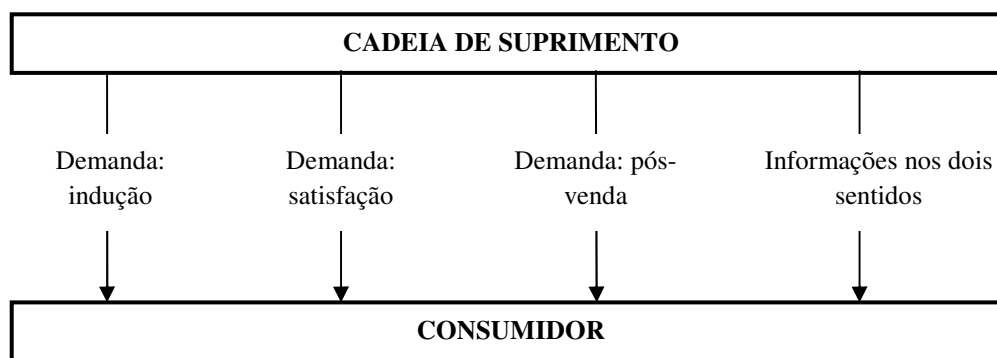 CADEIA DE SUPRIMENTO
Demanda:
indução
Demanda:
satisfação
Demanda: pós-
venda
Informações nos dois
sentidos
CONSUMIDOR